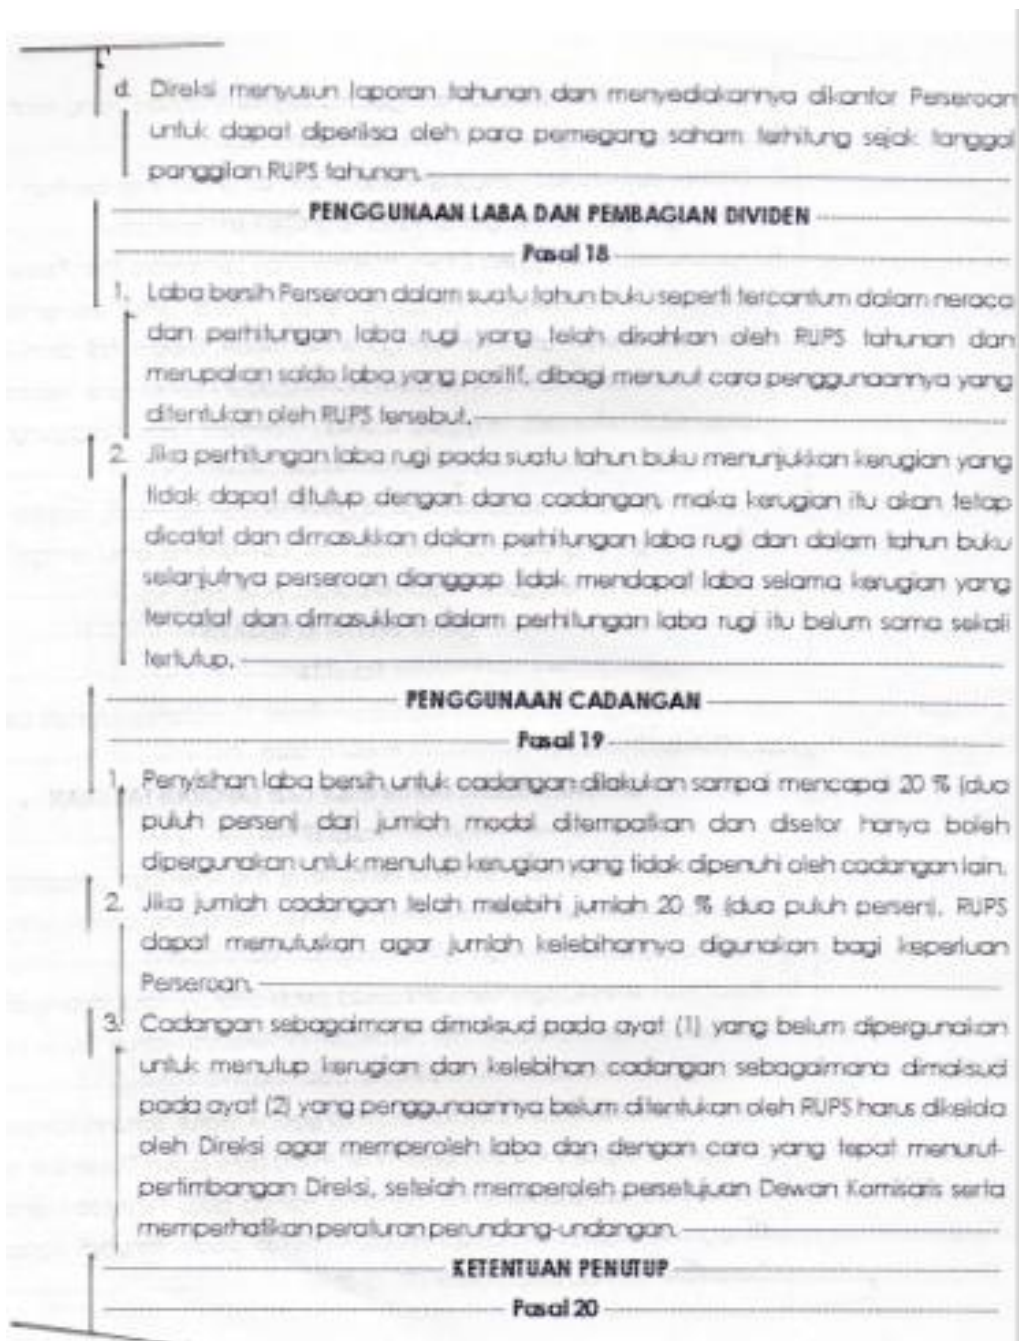 d. Direksi menyusun laporan tahunan dan menyediakannya dikantor Perseroan
untuk dapat diperiksa oleh para pemegang saham terhitung sejak tanggal
panggilan RUPS tahunan.
PENGGUNAAN LABA DAN PEMBAGIAN DIVIDEN
Pasal 18
1. Laba bersih Perseroan dalam suatu tahun buku seperti tercantum dalam neraca
dan perhitungan laba rugi yang telah disahkan oleh RUPS tahunan dan
merupakan saldo laba yang positif, dibagi menurut cara penggunaannya yang
ditentukan oleh RUPS tersebut.
2. Jika perhitungan laba rugi pada suatu tahun buku menunjukkan kerugian yang
tidak dapat ditutup dengan dana cadangan, maka kerugian itu akan tetap
dicatat dan dimasukkan dalam perhitungan laba rugi dan dalam tahun buku
selanjutnya perseroan dianggap tidak mendapat laba selama kerugian yang
tercatat dan dimasukkan dalam perhitungan laba rugi itu belum sama sekali
tertutup.
PENGGUNAAN CADANGAN
Pasal 19
1. Penyisihan laba bersih untuk cadangan dilakukan sampai mencapai 20 % (dua
puluh persen) dari jumlah modal ditempatkan dan disetor hanya boleh
dipergunakan untuk menutup kerugian yang tidak dipenuhi oleh cadangan lain.
2. Jika jumlah cadangan telah melebihi jumlah 20 % (dua puluh persen), RUPS
dapat memutuskan agar jumlah kelebihannya digunakan bagi keperluan
Perseroan.
3. Cadangan sebagaimana dimaksud pada ayat (1) yang belum dipergunakan
untuk menutup kerugian dan kelebihan cadangan sebagaimana dimaksud
pada ayat (2) yang penggunaannya belum ditentukan oleh RUPS harus dikelola
oleh Direksi agar memperoleh laba dan dengan cara yang tepat menurut
pertimbangan Direksi, setelah memperoleh persetujuan Dewan Komisaris serta
memperhatikan peraturan perundang-undangan.
KETENTUAN PENUTUP
Pasal 20